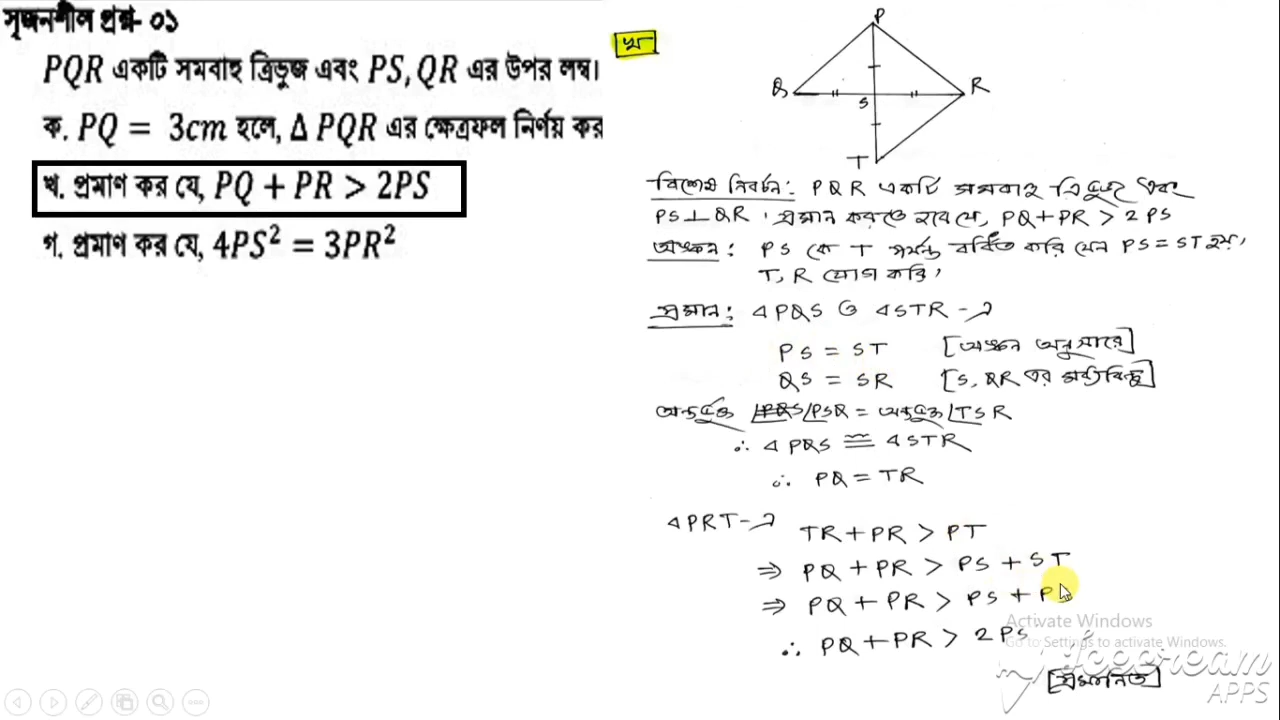 সৃজনশীল প্রশ্ন- ০১
PQR একটি সমবাহু ত্রিভুজ এবং PS, QR এর উপর লম্ব।
ক. PQ = 3cm হলে, Δ PQR এর ক্ষেত্রফল নির্ণয় কর
খ. প্রমাণ কর যে, PQ + PR > 2PS
গ. প্রমাণ কর যে, 4PS² = 3PR²
খ
P
Q
S
R
T
বিশেষ নির্বচন: PQR একটি সমবাহু ত্রিভুজ এবং
PS⊥QR। প্রমান করতে হবে যে, PQ+PR > 2PS
অঙ্কন: PS কে T পর্যন্ত বর্ধিত করি যেন PS = ST হয়।
T, R যোগ করি।
প্রমান: ΔPQS ও ΔSTR-এ
PS = ST [অঙ্কন অনুসারে]
QS = SR [S, QR এর মধ্যবিন্দু]
অন্তর্ভুক্ত ∠PSQ = অন্তর্ভুক্ত ∠TSR
∴ ΔPQS ≅ ΔSTR
∴ PQ = TR
ΔPRT-এ
TR + PR > PT
⇒ PQ + PR > PS + ST
⇒ PQ + PR > PS + PS
∴ PQ + PR > 2PS
[প্রমানিত]
Activate Windows
Go to Settings to activate Windows.
Icecream
APPS